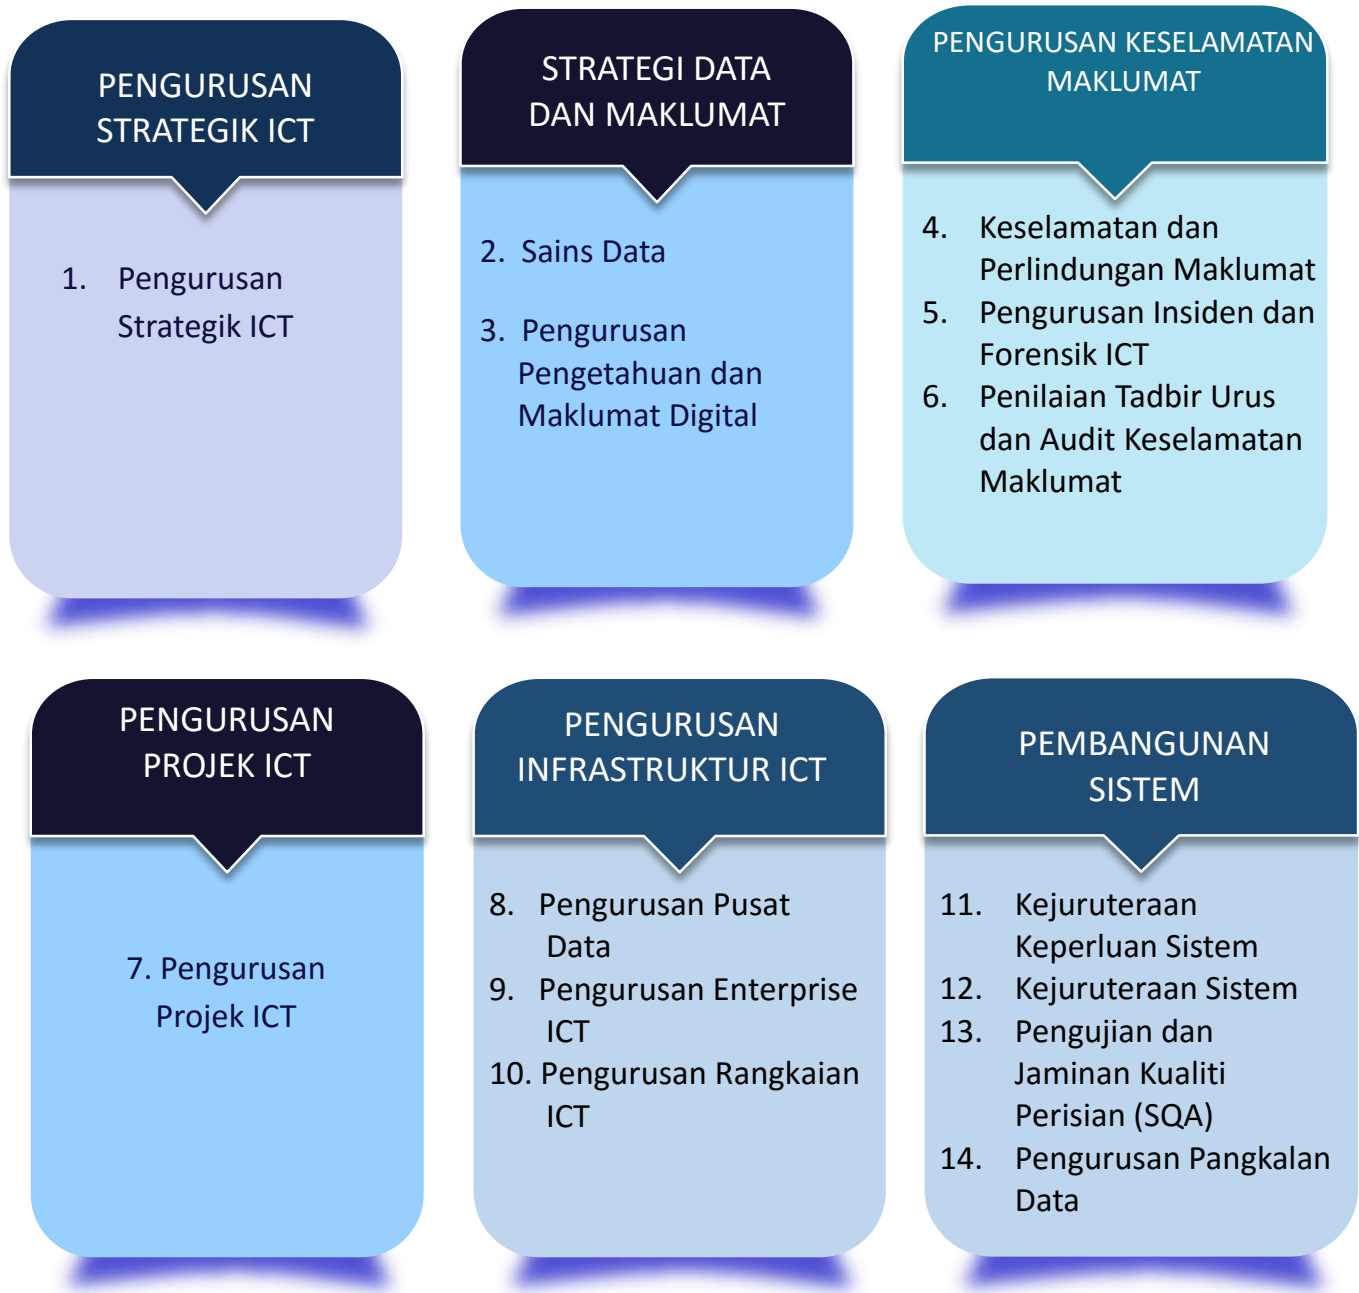 PENGURUSAN
STRATEGIK ICT
1. Pengurusan
Strategik ICT
STRATEGI DATA
DAN MAKLUMAT
2. Sains Data
3. Pengurusan
Pengetahuan dan
Maklumat Digital
PENGURUSAN KESELAMATAN
MAKLUMAT
4. Keselamatan dan
Perlindungan Maklumat
5. Pengurusan Insiden dan
Forensik ICT
6. Penilaian Tadbir Urus
dan Audit Keselamatan
Maklumat
PENGURUSAN
PROJEK ICT
7. Pengurusan
Projek ICT
PENGURUSAN
INFRASTRUKTUR ICT
8. Pengurusan Pusat
Data
9. Pengurusan Enterprise
ICT
10. Pengurusan Rangkaian
ICT
PEMBANGUNAN
SISTEM
11. Kejuruteraan
Keperluan Sistem
12. Kejuruteraan Sistem
13. Pengujian dan
Jaminan Kualiti
Perisian (SQA)
14. Pengurusan Pangkalan
Data